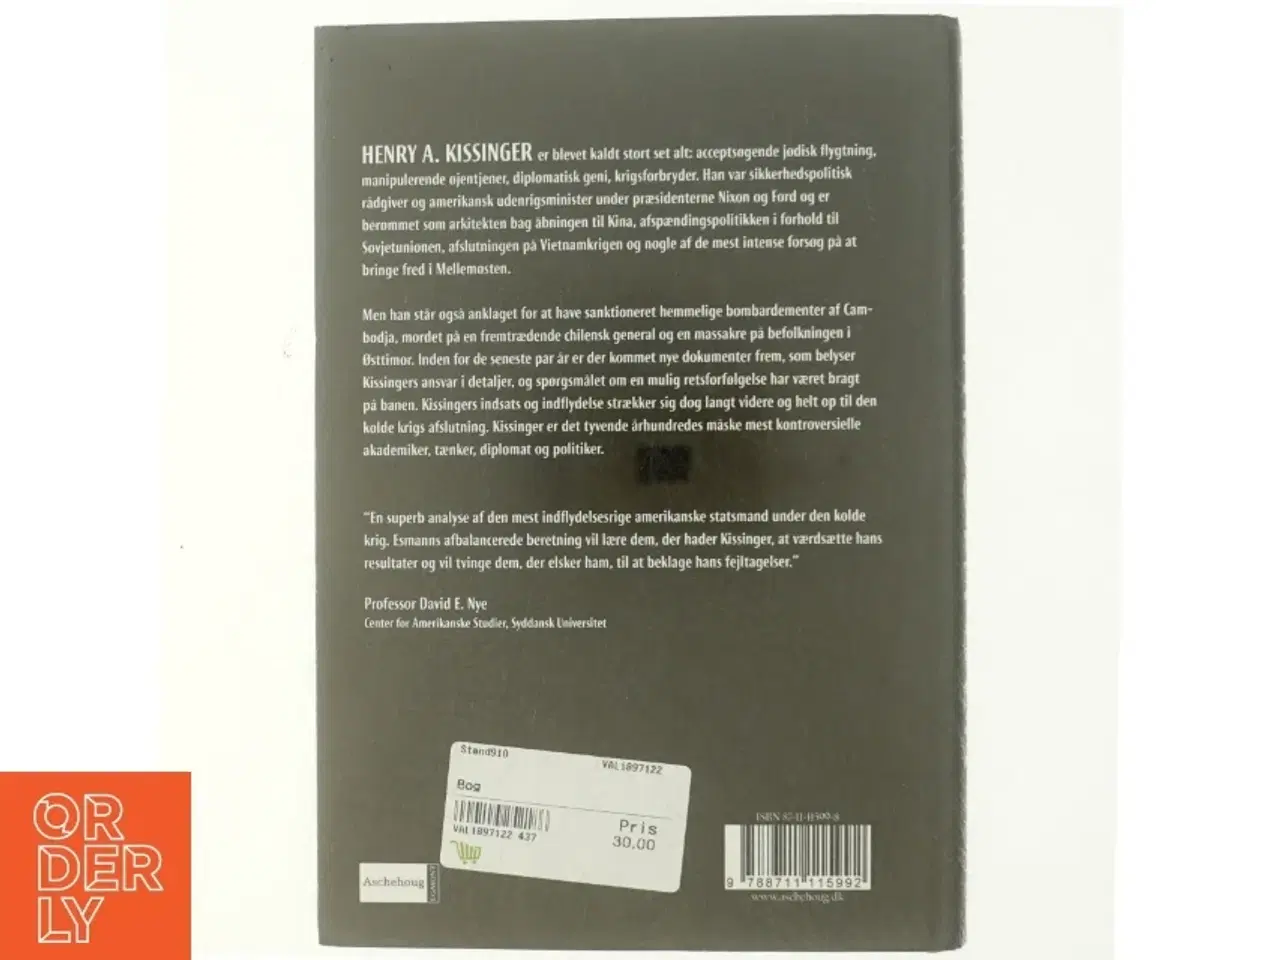 HENRY A. KISSINGER er blevet kaldt stort set alt: acceptsøgende jødisk flygtning,
manipulerende øjentjener, diplomatisk geni, krigsforbryder. Han var sikkerhedspolitisk
rådgiver og amerikansk udenrigsminister under præsidenterne Nixon og Ford og er
berømmet som arkitekten bag åbningen til Kina, afspændingspolitikken i forhold til
Sovjetunionen, afslutningen på Vietnamkrigen og nogle af de mest intense forsøg på at
bringe fred i Mellemøsten.
Men han står også anklaget for at have sanktioneret hemmelige bombardementer af Cam-
bodja, mordet på en fremtrædende chilensk general og en massakre på befolkningen i
Østtimor. Inden for de seneste par år er der kommet nye dokumenter frem, som belyser
Kissingers ansvar i detaljer, og spørgsmålet om en mulig retsforfølgelse har været bragt
på banen. Kissingers indsats og indflydelse strækker sig dog langt videre og helt op til den
kolde krigs afslutning. Kissinger er det tyvende århundredes måske mest kontroversielle
akademiker, tænker, diplomat og politiker.
"En superb analyse af den mest indflydelsesrige amerikanske statsmand under den kolde
krig. Esmanns afbalancerede beretning vil lære dem, der hader Kissinger, at værdsætte hans
resultater og vil tvinge dem, der elsker ham, til at beklage hans fejltagelser."
Professor David E. Nye
Center for Amerikanske Studier, Syddansk Universitet
Stand910
VAL1897122
Bog
VAL1897122 437
Pris
30.00
Aschehoug
EGMONT
ISBN 87-11-11599-8
9 788711 115992
www.aschehoug.dk
OR
DER
LY